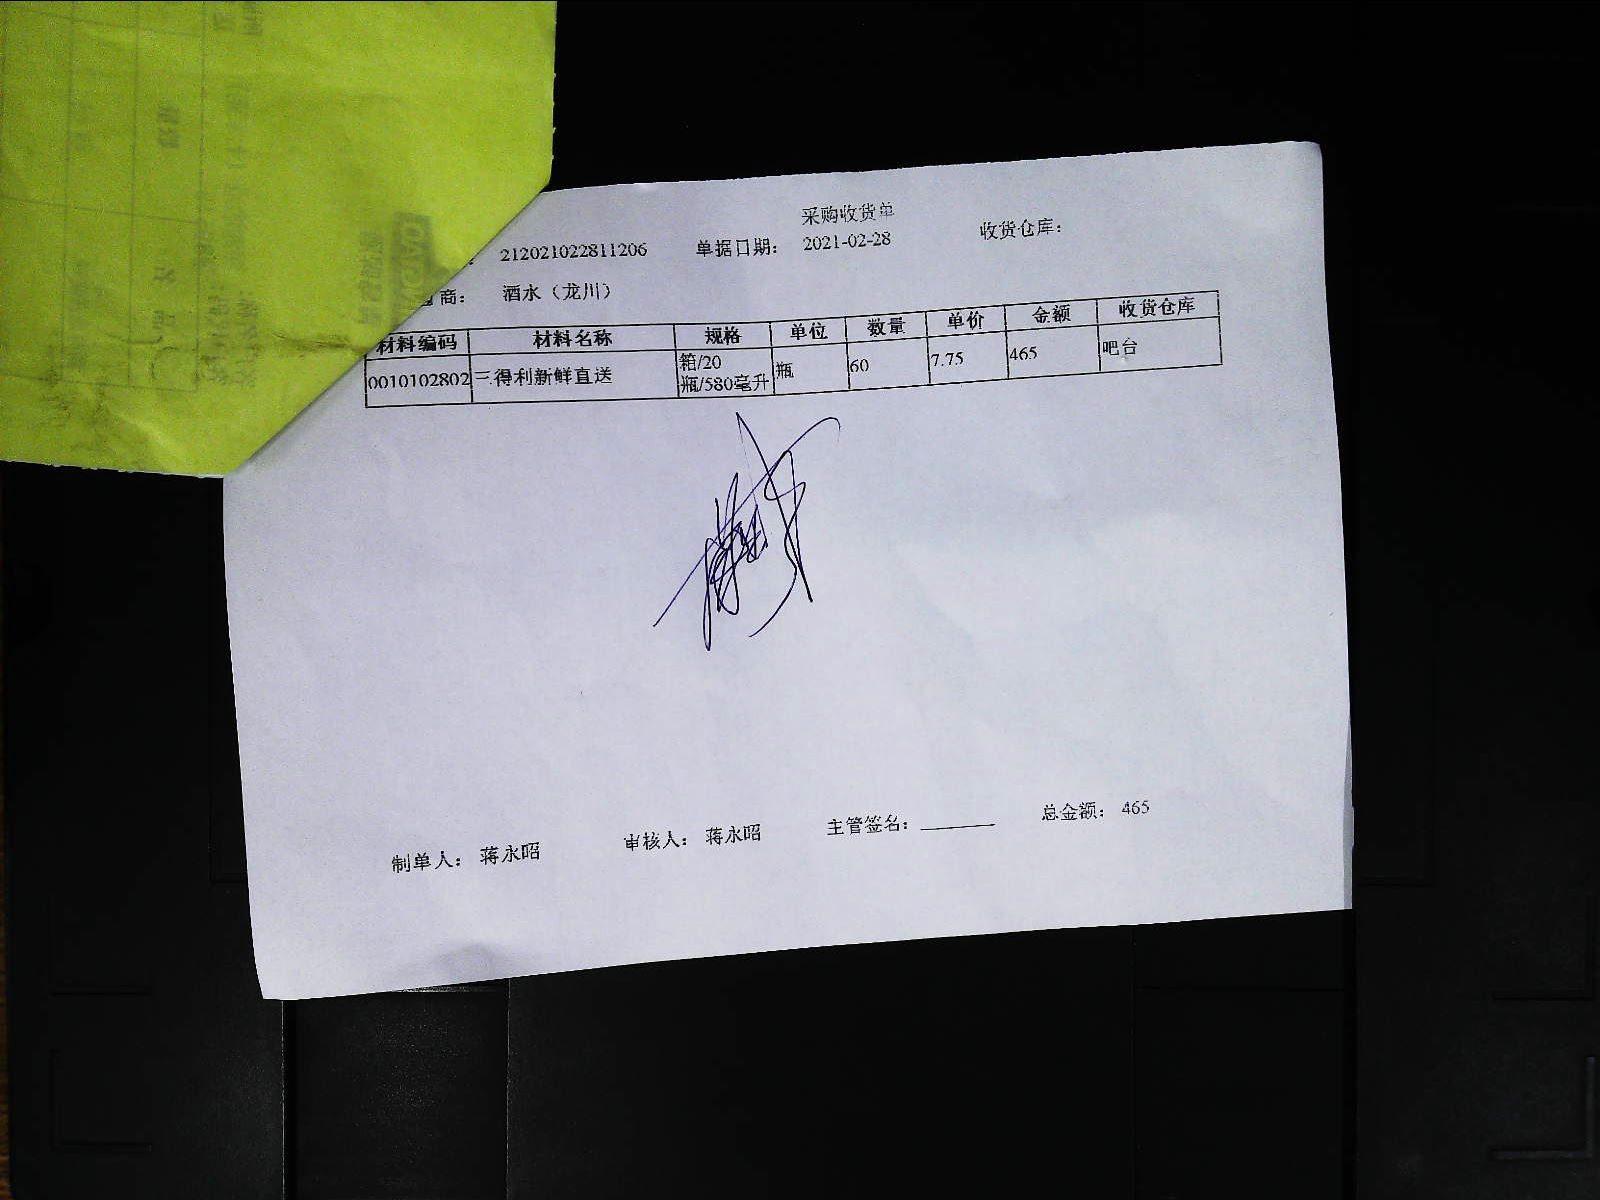 采购收货单
212021022811206 单据日期： 2021-02-28 收货仓库：
商： 酒水（龙川）
材料编码 材料名称 规格 单位 数量 单价 金额 收货仓库
0010102802 三得利新鲜直送 箱/20瓶/580毫升 瓶 60 7.75 465 吧台
制单人： 蒋永昭 审核人： 蒋永昭 主管签名： 总金额： 465